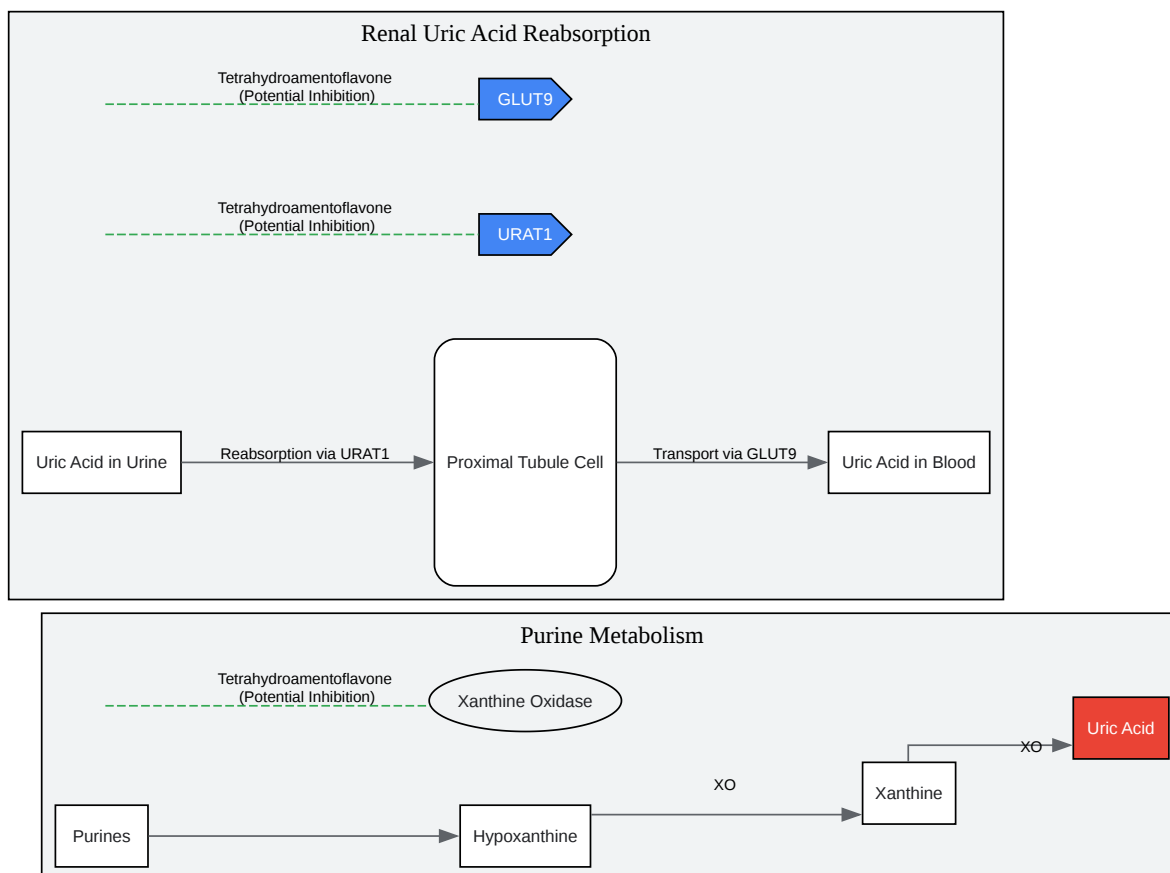 Renal Uric Acid Reabsorption
Tetrahydroamentoflavone
(Potential Inhibition)
GLUT9
Tetrahydroamentoflavone
(Potential Inhibition)
URAT1
Uric Acid in Urine
Reabsorption via URAT1
Proximal Tubule Cell
Transport via GLUT9
Uric Acid in Blood
Purine Metabolism
Tetrahydroamentoflavone
(Potential Inhibition)
Xanthine Oxidase
Uric Acid
XO
XO
Xanthine
Purines
Hypoxanthine